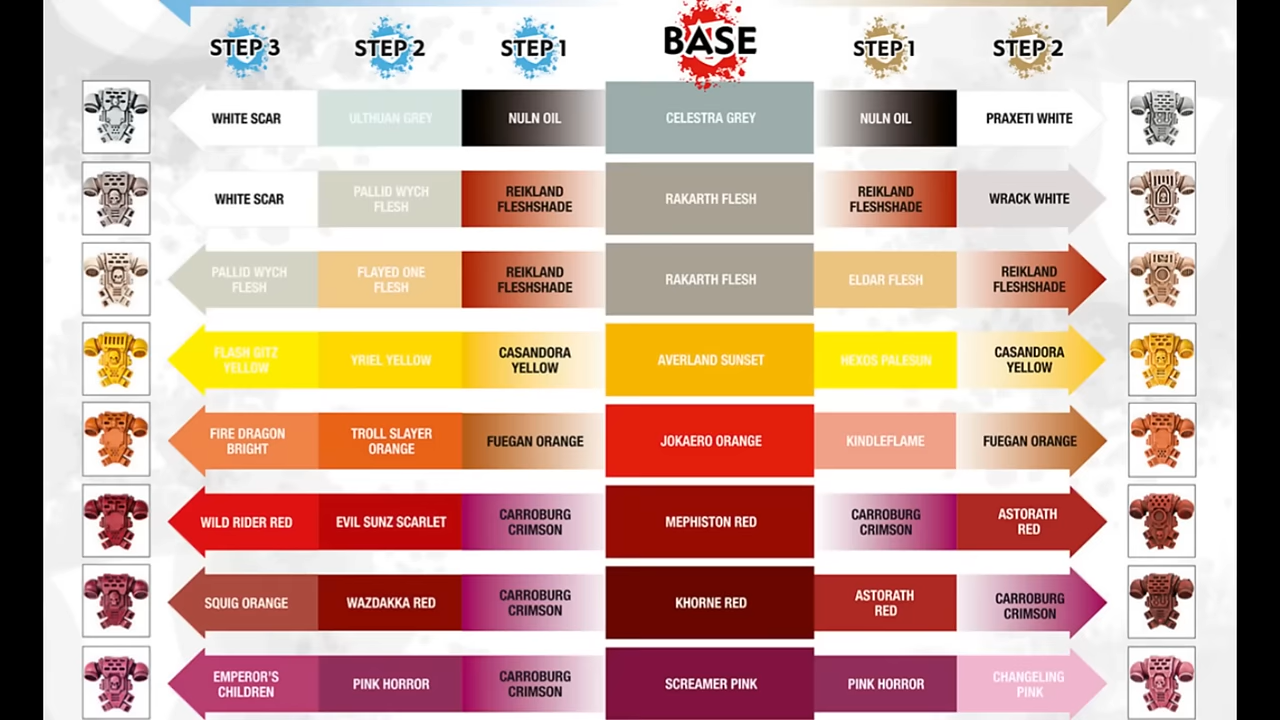 STEP 3 STEP 2 STEP 1 BASE STEP 1 STEP 2
WHITE SCAR ULTHUAN GREY NULN OIL CELESTRA GREY NULN OIL PRAXETI WHITE
WHITE SCAR PALLID WYCH FLESH REIKLAND FLESHSHADE RAKARTH FLESH REIKLAND FLESHSHADE WRACK WHITE
PALLID WYCH FLESH FLAYED ONE FLESH REIKLAND FLESHSHADE RAKARTH FLESH ELDAR FLESH REIKLAND FLESHSHADE
FLASH GITZ YELLOW YRIEL YELLOW CASANDORA YELLOW AVERLAND SUNSET HEXOS PALESUN CASANDORA YELLOW
FIRE DRAGON BRIGHT TROLL SLAYER ORANGE FUEGAN ORANGE JOKAERO ORANGE KINDLEFLAME FUEGAN ORANGE
WILD RIDER RED EVIL SUNZ SCARLET CARROBURG CRIMSON MEPHISTON RED CARROBURG CRIMSON ASTORATH RED
SQUIG ORANGE WAZDAKKA RED CARROBURG CRIMSON KHORNE RED ASTORATH RED CARROBURG CRIMSON
EMPEROR'S CHILDREN PINK HORROR CARROBURG CRIMSON SCREAMER PINK PINK HORROR CHANGELING PINK